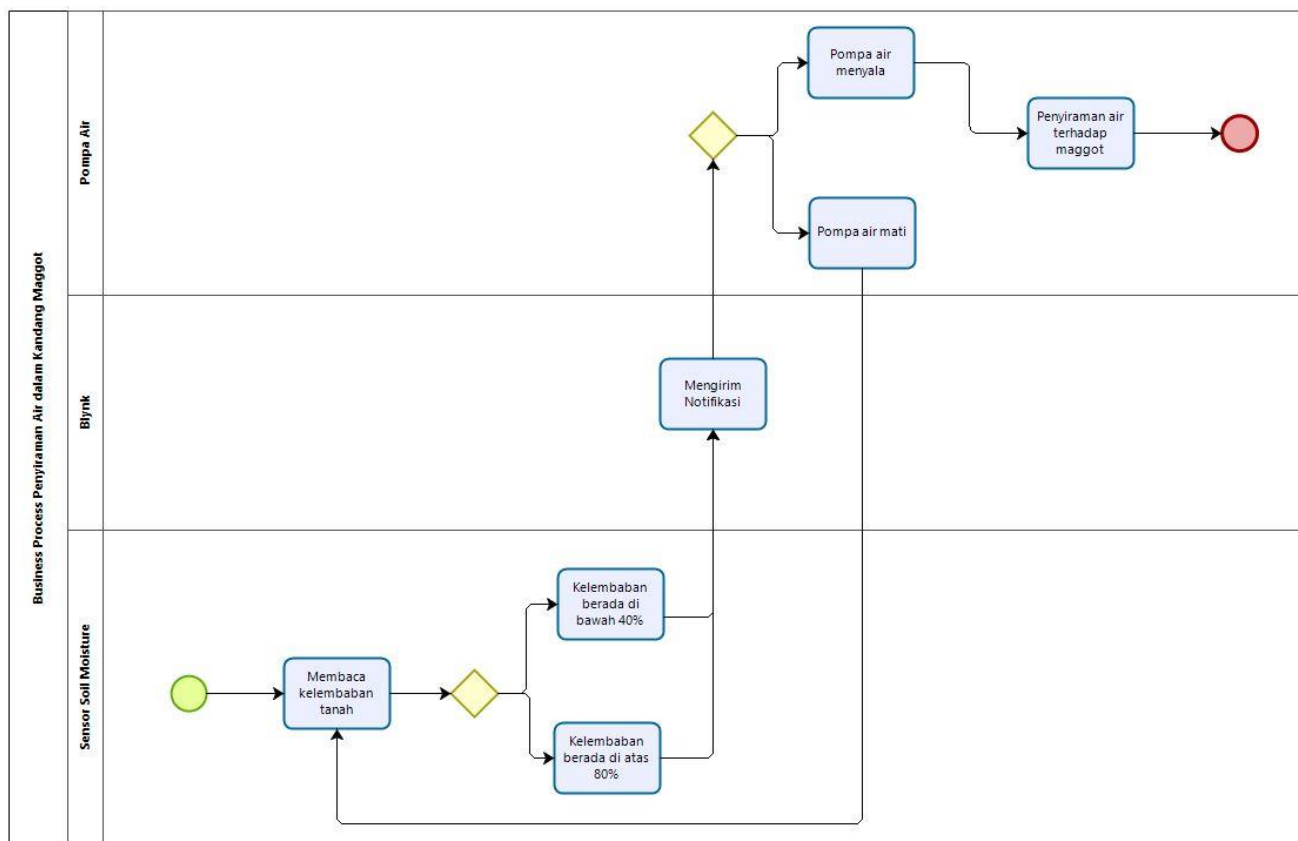 Business Process Penyiraman Air dalam Kandang Maggot
Pompa Air
Pompa air
menyala
Penyiraman air
terhadap
maggot
Pompa air mati
Blynk
Mengirim
Notifikasi
Sensor Soil Moisture
Kelembaban
berada di
bawah 40%
Membaca
kelembaban
tanah
Kelembaban
berada di atas
80%